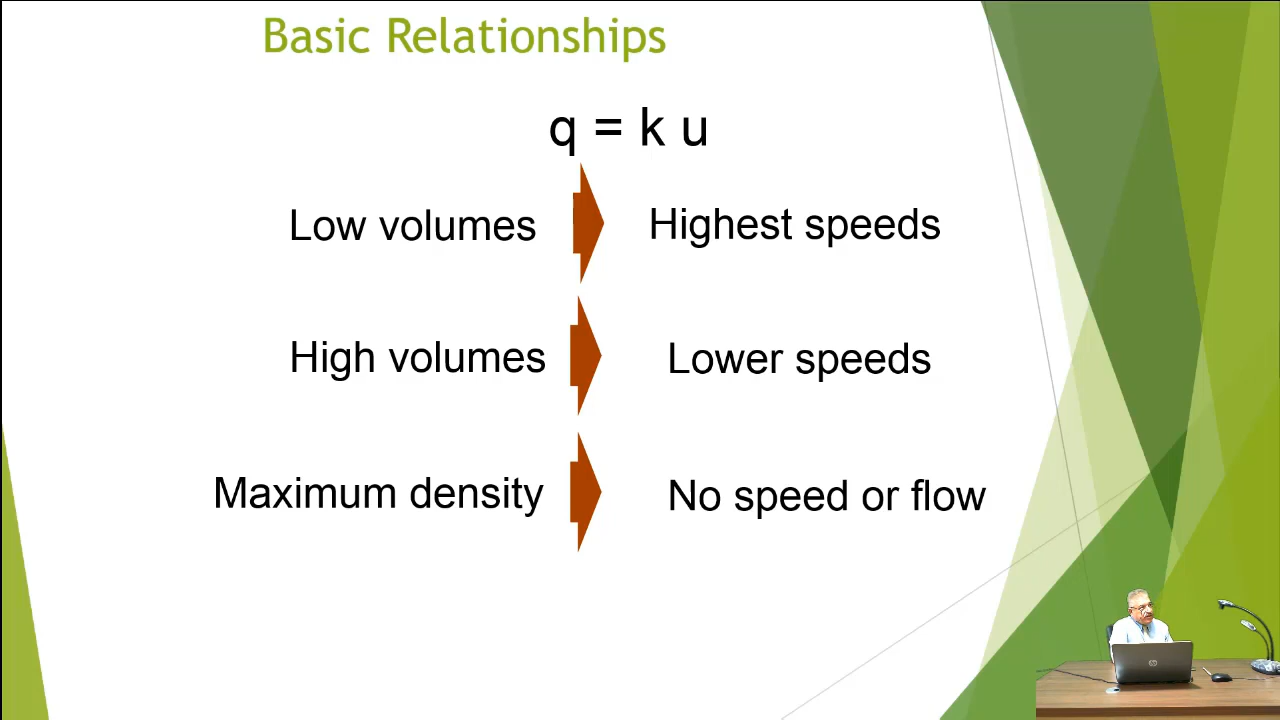 Basic Relationships
q = k u
Low volumes Highest speeds
High volumes Lower speeds
Maximum density No speed or flow